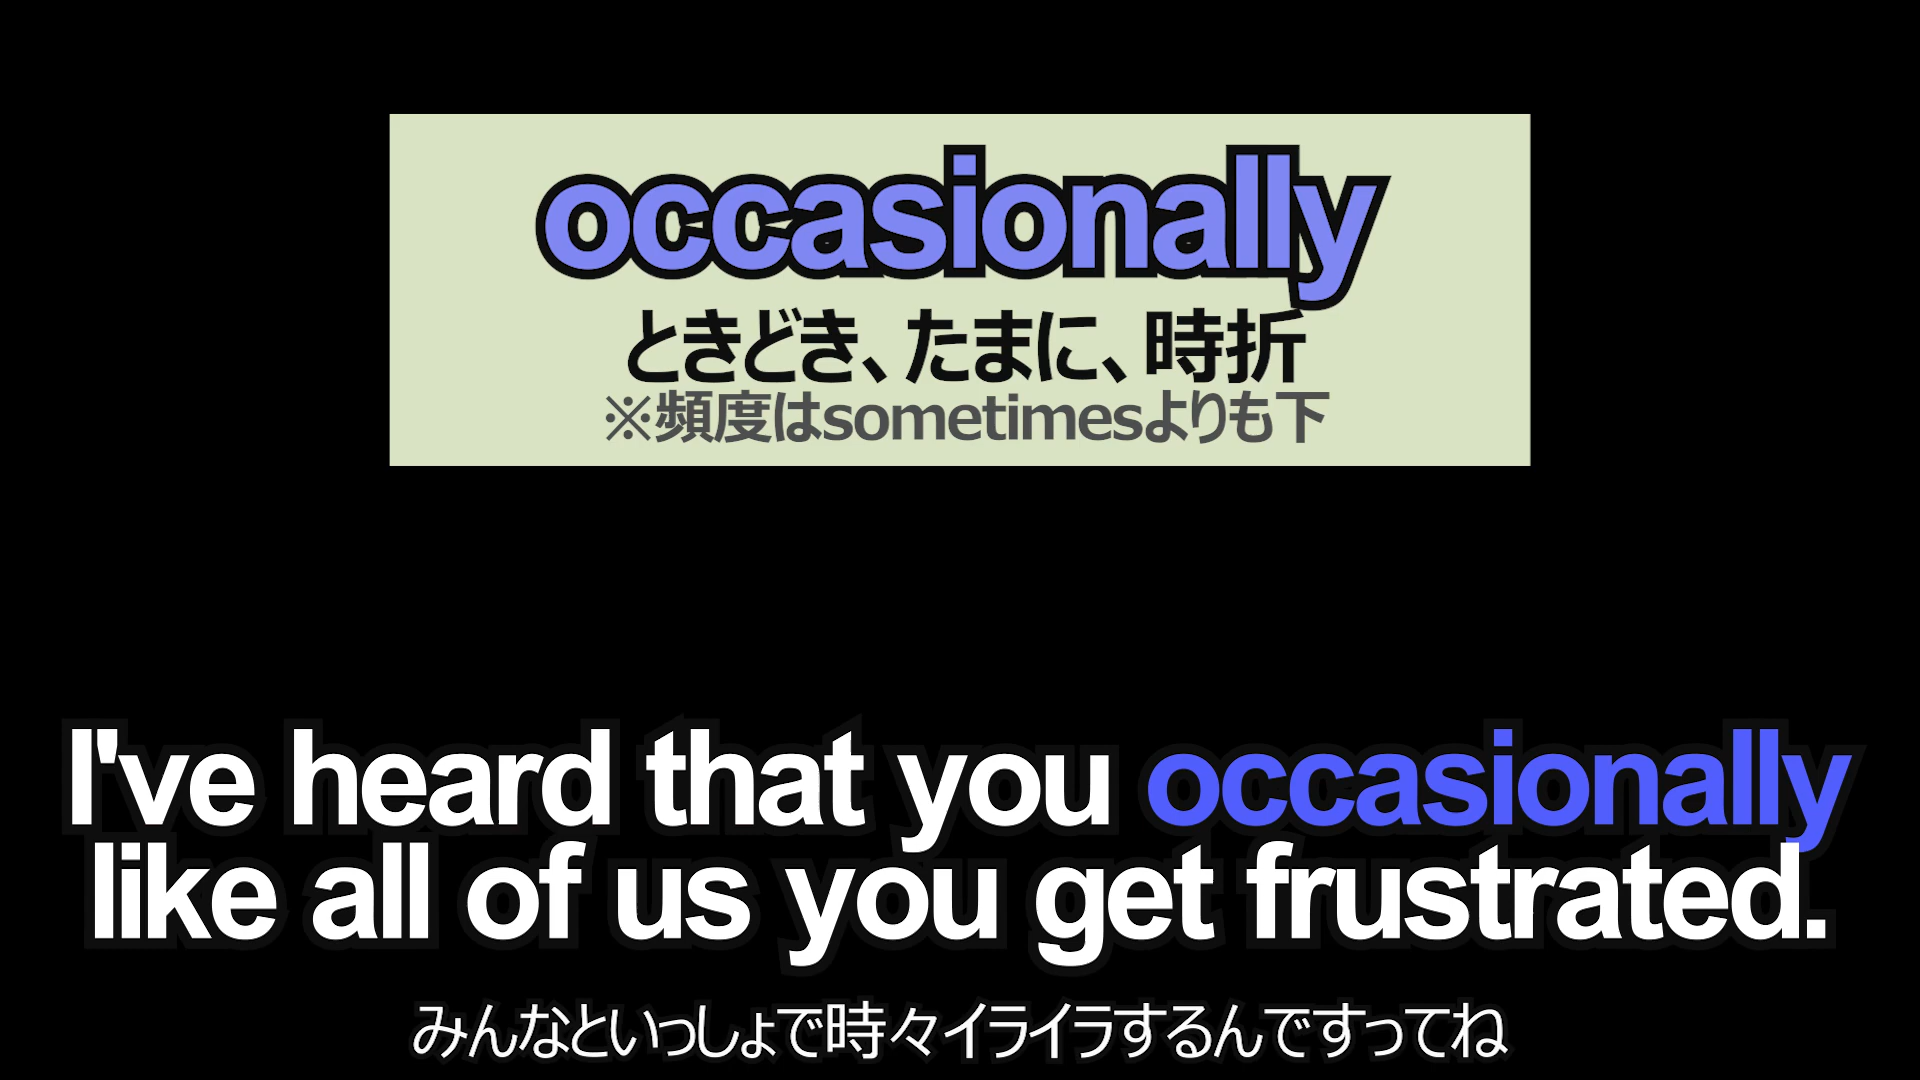 occasionally
ときどき、たまに、時折
※頻度はsometimesよりも下
I've heard that you occasionally
like all of us you get frustrated.
みんなといっしょで時々イライラするんですってね